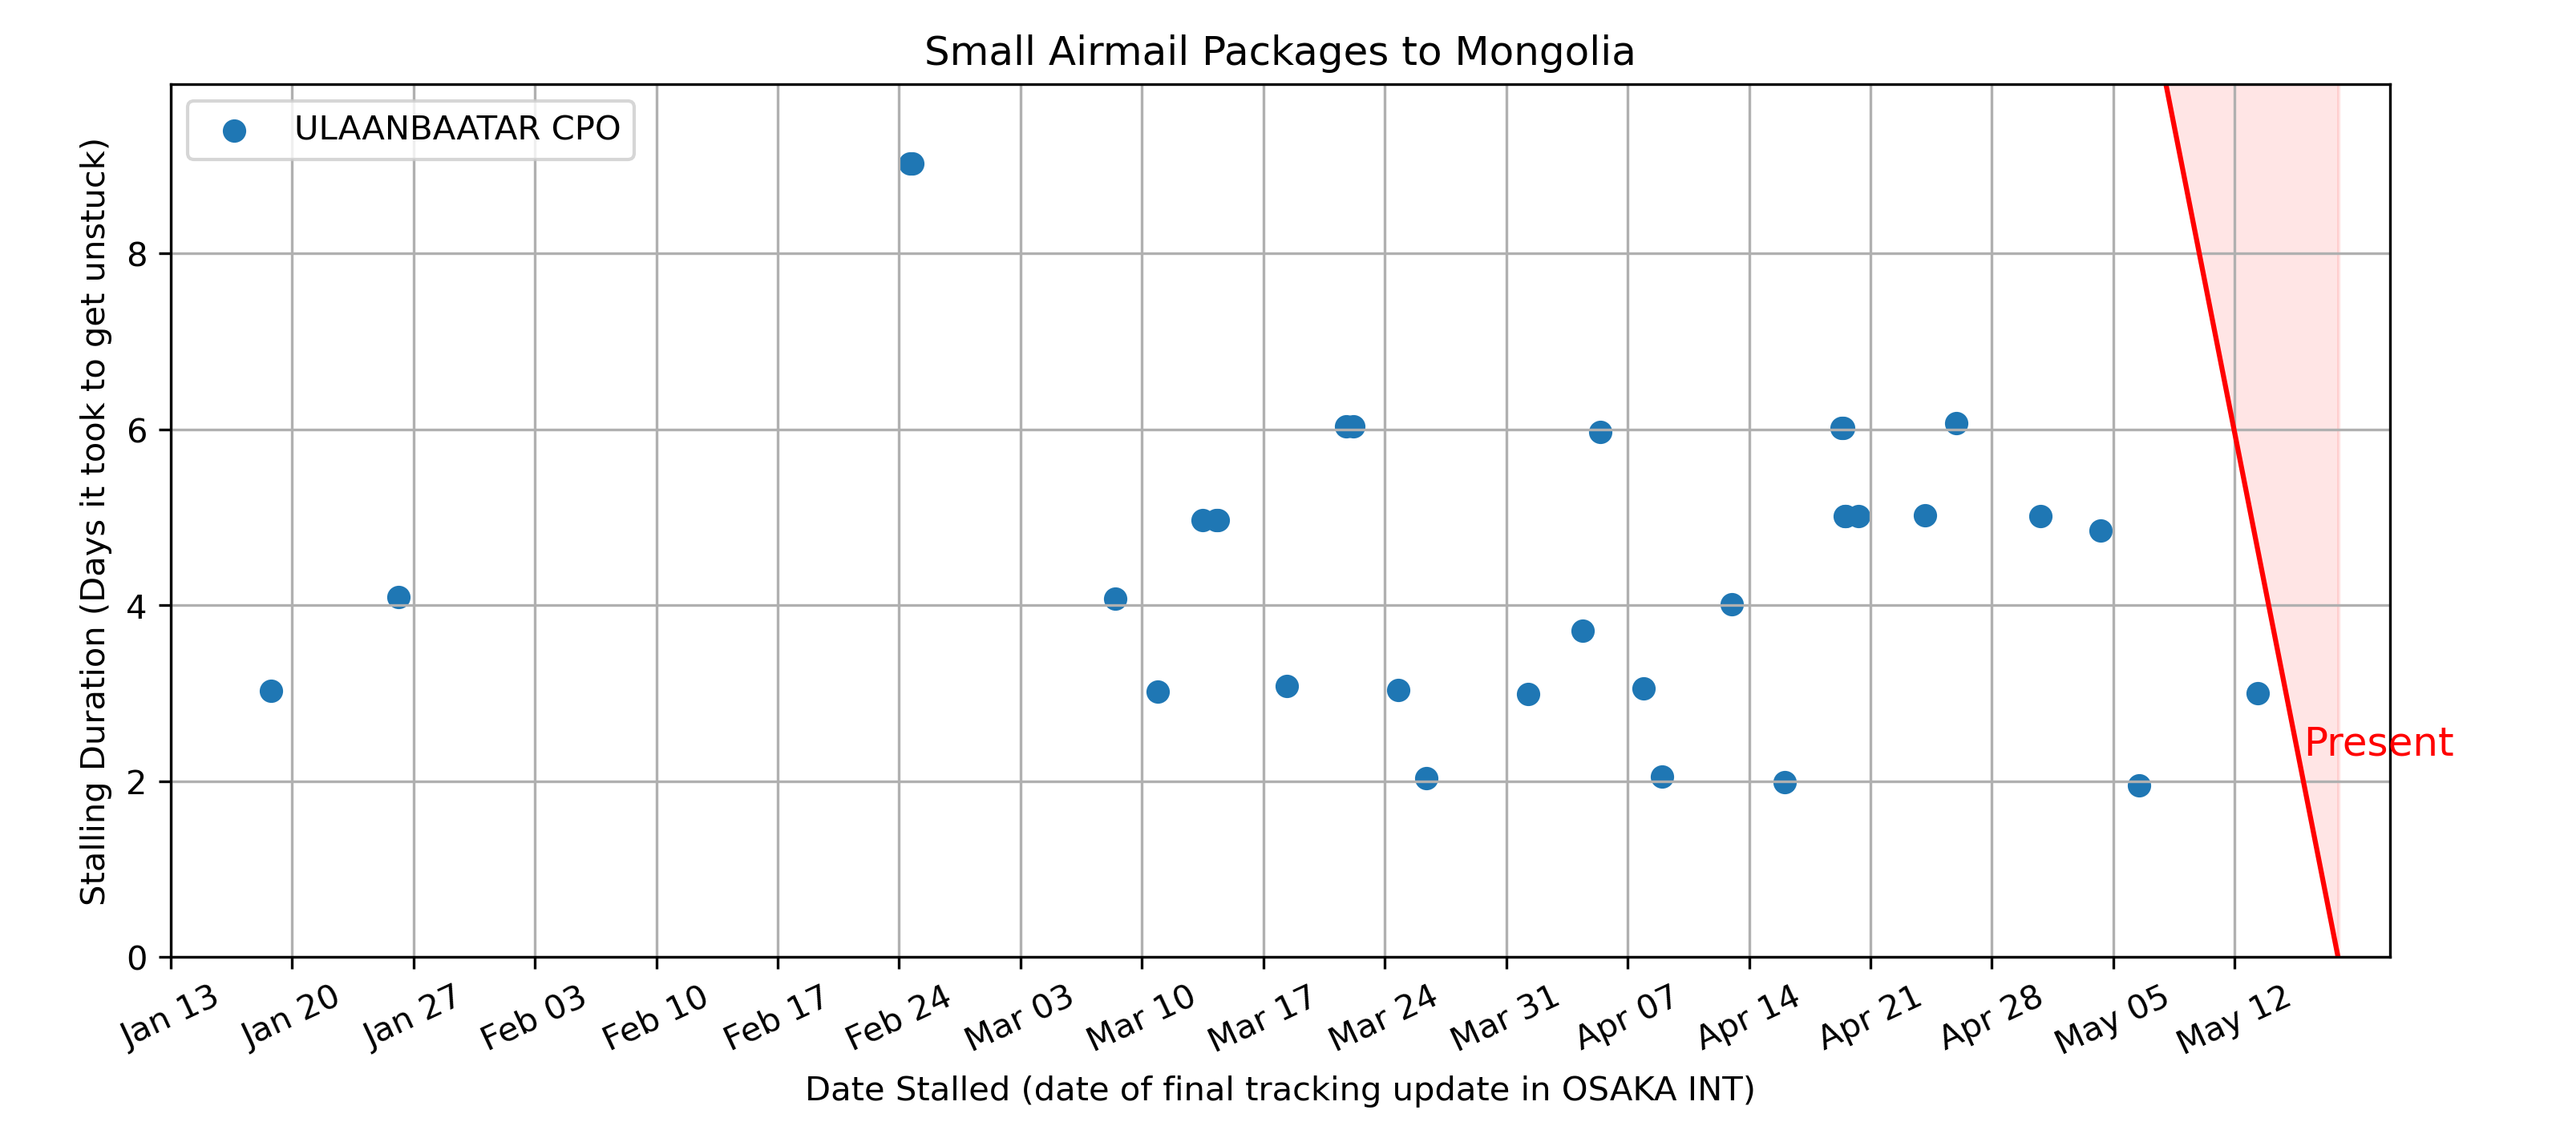 Small Airmail Packages to Mongolia
ULAANBAATAR CPO
Stalling Duration (Days it took to get unstuck)
8
6
4
2
0
Present
Jan 13
Jan 20
Jan 27
Feb 03
Feb 10
Feb 17
Feb 24
Mar 03
Mar 10
Mar 17
Mar 24
Mar 31
Apr 07
Apr 14
Apr 21
Apr 28
May 05
May 12
Date Stalled (date of final tracking update in OSAKA INT)